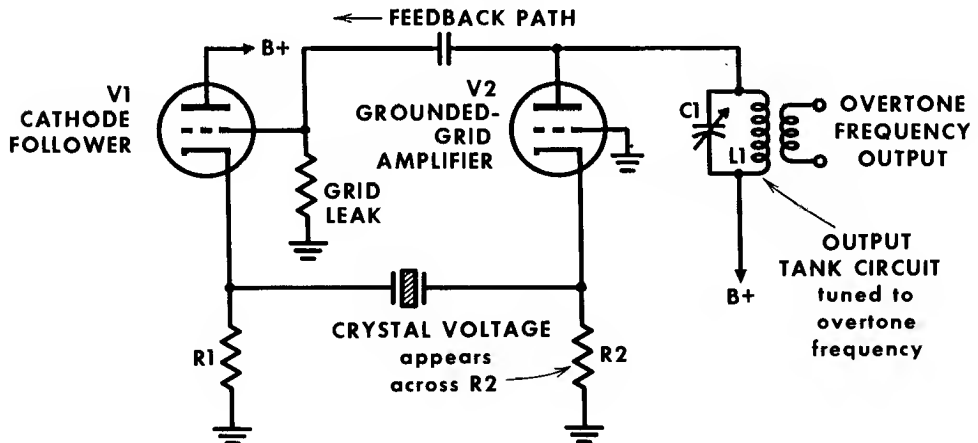 FEEDBACK PATH
B+
V1
CATHODE
FOLLOWER
V2
GROUNDED-
GRID
AMPLIFIER
C1
L1
OVERTONE
FREQUENCY
OUTPUT
GRID
LEAK
OUTPUT
TANK CIRCUIT
tuned to
overtone
frequency
B+
CRYSTAL VOLTAGE
appears
across R2
R1
R2